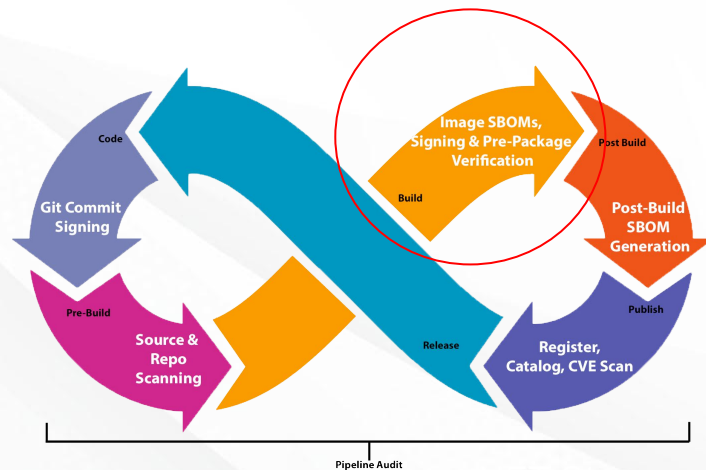 Code
Git Commit
Signing
Pre-Build
Source &
Repo
Scanning
Build
Image SBOMs,
Signing & Pre-Package
Verification
Post Build
Post-Build
SBOM
Generation
Publish
Register,
Catalog, CVE Scan
Release
Pipeline Audit